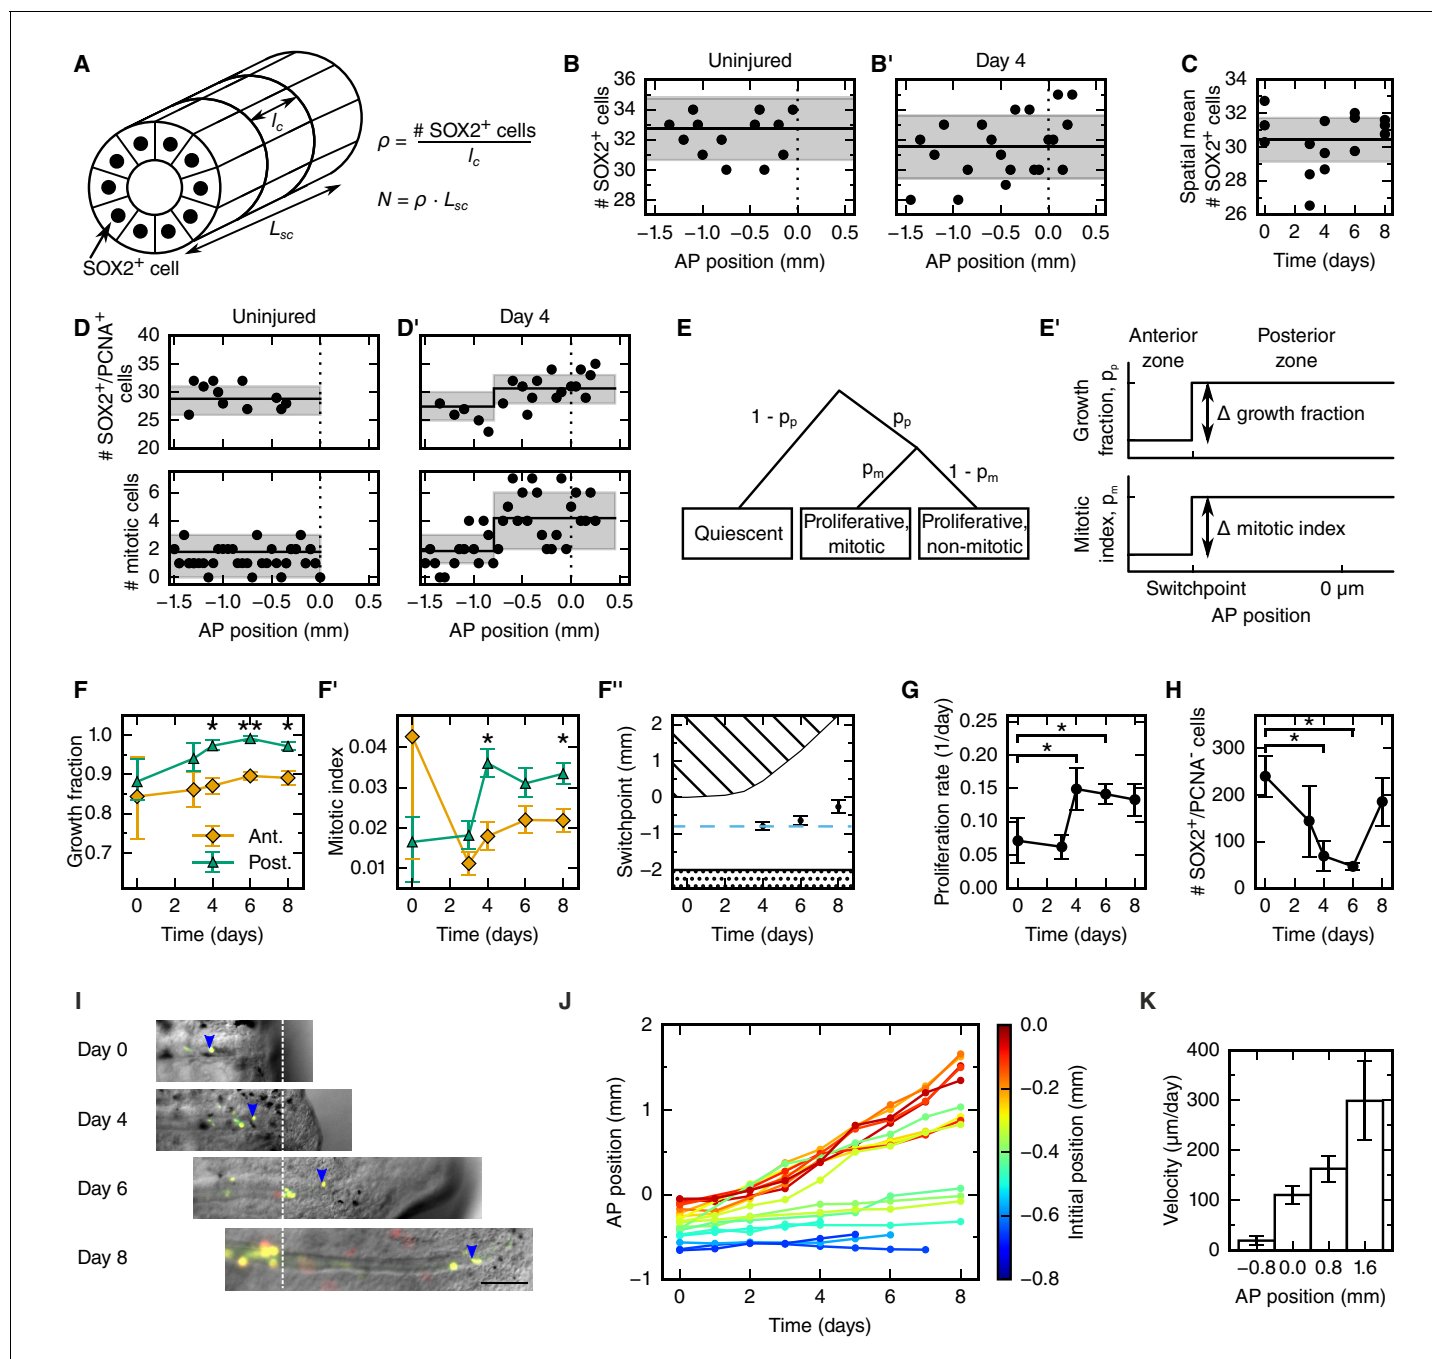 A
l_c
L_sc
SOX2⁺ cell
ρ = # SOX2⁺ cells / l_c
N = ρ · L_sc
B
Uninjured
# SOX2⁺ cells
36
34
32
30
28
−1.5 −1.0 −0.5 0.0 0.5
AP position (mm)
B'
Day 4
−1.5 −1.0 −0.5 0.0 0.5
AP position (mm)
C
Spatial mean
# SOX2⁺ cells
34
32
30
28
26
0 2 4 6 8
Time (days)
D
Uninjured
# SOX2⁺/PCNA⁺
cells
40
35
30
25
20
# mitotic cells
6
4
2
0
−1.5 −1.0 −0.5 0.0 0.5
AP position (mm)
D'
Day 4
−1.5 −1.0 −0.5 0.0 0.5
AP position (mm)
E
1 - p_p
p_p
p_m
1 - p_m
Quiescent
Proliferative,
mitotic
Proliferative,
non-mitotic
E'
Anterior
zone
Posterior
zone
Growth
fraction, p_p
Δ growth fraction
Mitotic
index, p_m
Δ mitotic index
Switchpoint
0 μm
AP position
F
Growth fraction
1.0
0.9
0.8
0.7
* ** *
Ant.
Post.
0 2 4 6 8
Time (days)
F'
Mitotic index
0.04
0.03
0.02
0.01
* *
0 2 4 6 8
Time (days)
F''
Switchpoint (mm)
2
1
0
−1
−2
0 2 4 6 8
Time (days)
G
Proliferation rate (1/day)
0.25
0.20
0.15
0.10
0.05
0.00
*
*
0 2 4 6 8
Time (days)
H
# SOX2⁺/PCNA⁻ cells
300
200
100
0
*
*
0 2 4 6 8
Time (days)
I
Day 0
Day 4
Day 6
Day 8
J
AP position (mm)
2
1
0
−1
0 2 4 6 8
Time (days)
0.0
−0.2
−0.4
−0.6
−0.8
Intitial position (mm)
K
Velocity (μm/day)
400
300
200
100
0
−0.8 0.0 0.8 1.6
AP position (mm)